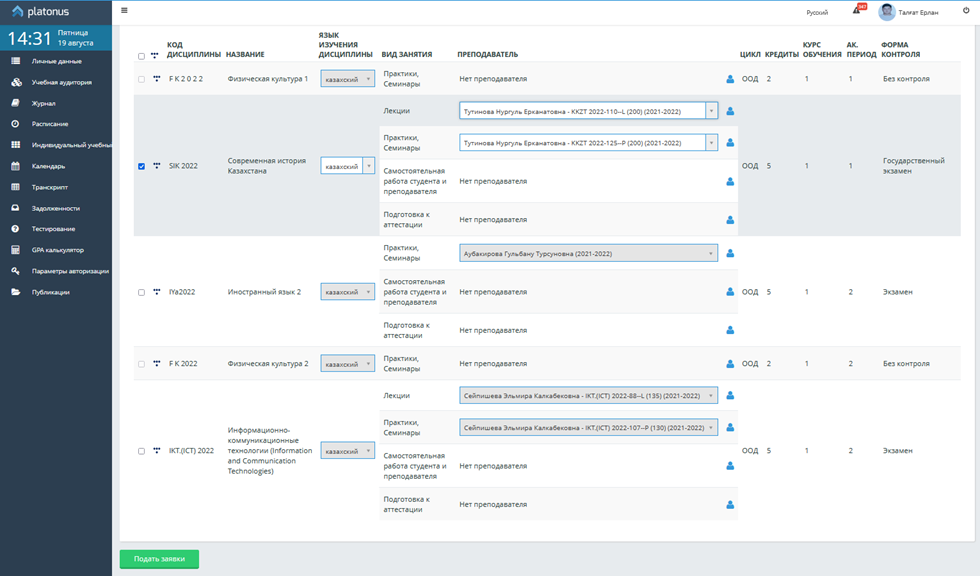 platonus
Русский
347
Талғат Ерлан
14:31
Пятница
19 августа
Личные данные
Учебная аудитория
Журнал
Расписание
Индивидуальный учебны
Календарь
Транскрипт
Задолженности
Тестирование
GPA калькулятор
Параметры авторизации
Публикации
КОД ДИСЦИПЛИНЫ НАЗВАНИЕ ЯЗЫК ИЗУЧЕНИЯ ДИСЦИПЛИНЫ ВИД ЗАНЯТИЯ ПРЕПОДАВАТЕЛЬ ЦИКЛ КРЕДИТЫ КУРС ОБУЧЕНИЯ АК. ПЕРИОД ФОРМА КОНТРОЛЯ
F K 2 0 2 2 Физическая культура 1 казахский Практики, Семинары Нет преподавателя ООД 2 1 1 Без контроля
Лекции Тутинова Нургуль Ерканатовна - KKZT 2022-110--L (200) (2021-2022)
Практики, Семинары Тутинова Нургуль Ерканатовна - KKZT 2022-125--P (200) (2021-2022)
SIK 2022 Современная история Казахстана казахский ООД 5 1 1 Государственный экзамен
Самостоятельная работа студента и преподавателя Нет преподавателя
Подготовка к аттестации Нет преподавателя
Практики, Семинары Аубакирова Гульбану Турсуновна (2021-2022)
IYa2022 Иностранный язык 2 казахский Самостоятельная работа студента и преподавателя Нет преподавателя ООД 5 1 2 Экзамен
Подготовка к аттестации Нет преподавателя
F K 2022 Физическая культура 2 казахский Практики, Семинары Нет преподавателя ООД 2 1 2 Без контроля
Лекции Сейпишева Эльмира Калкабековна - IKT.(ICT) 2022-88--L (135) (2021-2022)
Практики, Семинары Сейпишева Эльмира Калкабековна - IKT.(ICT) 2022-107--P (130) (2021-2022)
IKT.(ICT) 2022 Информационно-коммуникационные технологии (Information and Communication Technologies) казахский ООД 5 1 2 Экзамен
Самостоятельная работа студента и преподавателя Нет преподавателя
Подготовка к аттестации Нет преподавателя
Подать заявки